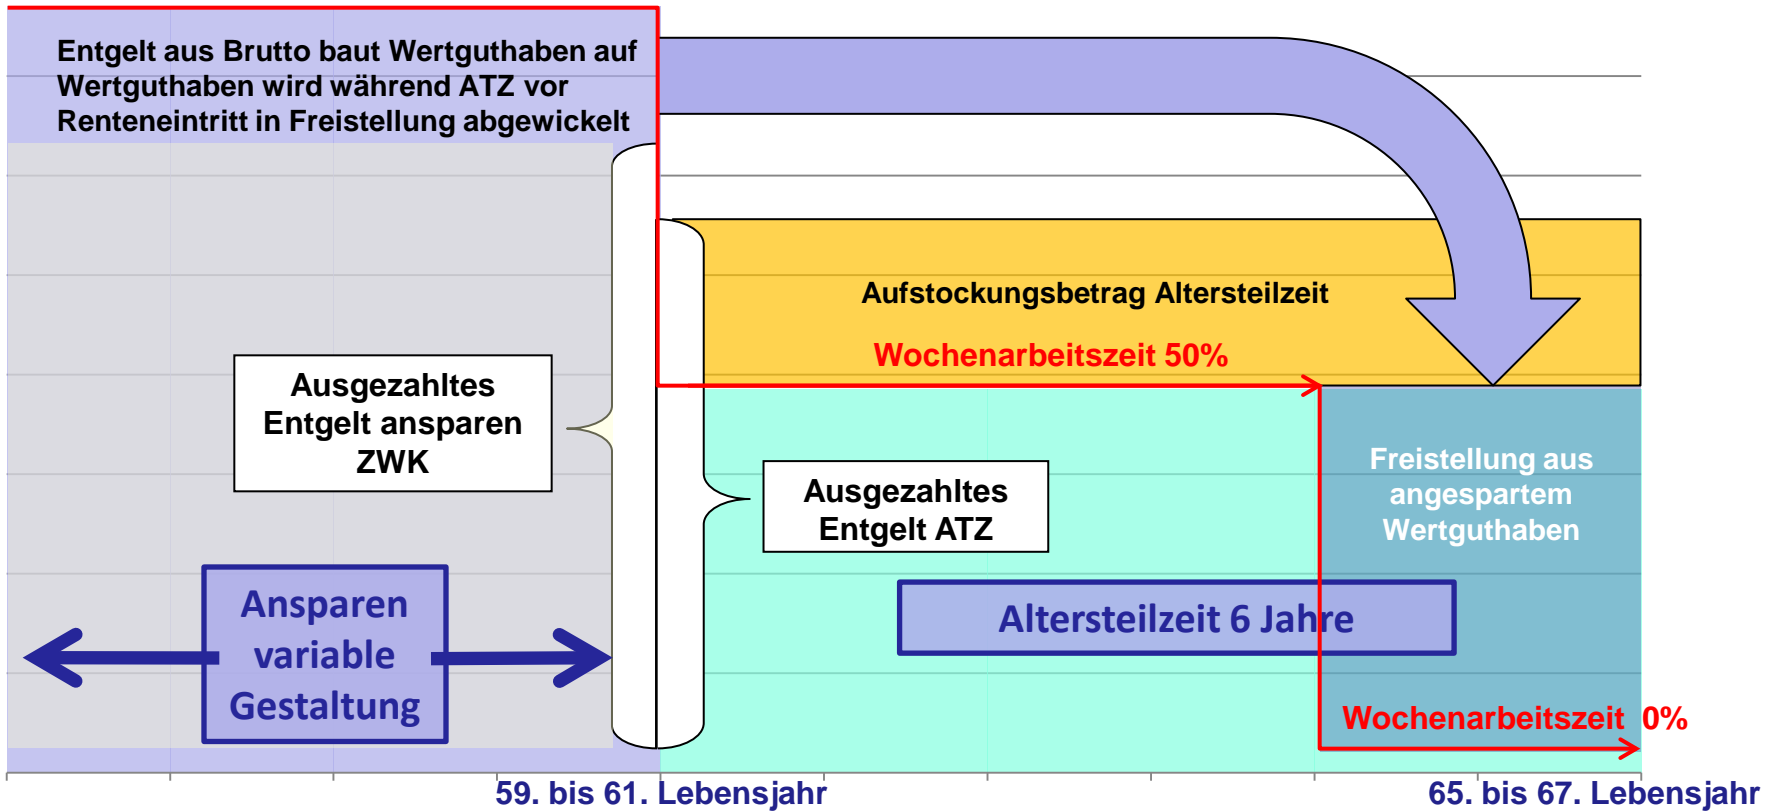 Entgelt aus Brutto baut Wertguthaben auf
Wertguthaben wird während ATZ vor
Renteneintritt in Freistellung abgewickelt
Aufstockungsbetrag Altersteilzeit
Wochenarbeitszeit 50%
Ausgezahltes
Entgelt ansparen
ZWK
Ausgezahltes
Entgelt ATZ
Freistellung aus
angespartem
Wertguthaben
Ansparen
variable
Gestaltung
Altersteilzeit 6 Jahre
Wochenarbeitszeit 0%
59. bis 61. Lebensjahr
65. bis 67. Lebensjahr